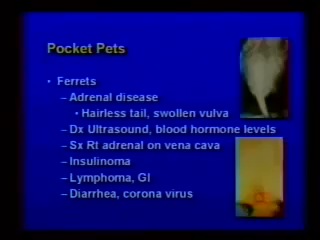 Pocket Pets
• Ferrets
– Adrenal disease
• Hairless tail, swollen vulva
– Dx Ultrasound, blood hormone levels
– Sx Rt adrenal on vena cava
– Insulinoma
– Lymphoma, GI
– Diarrhea, corona virus